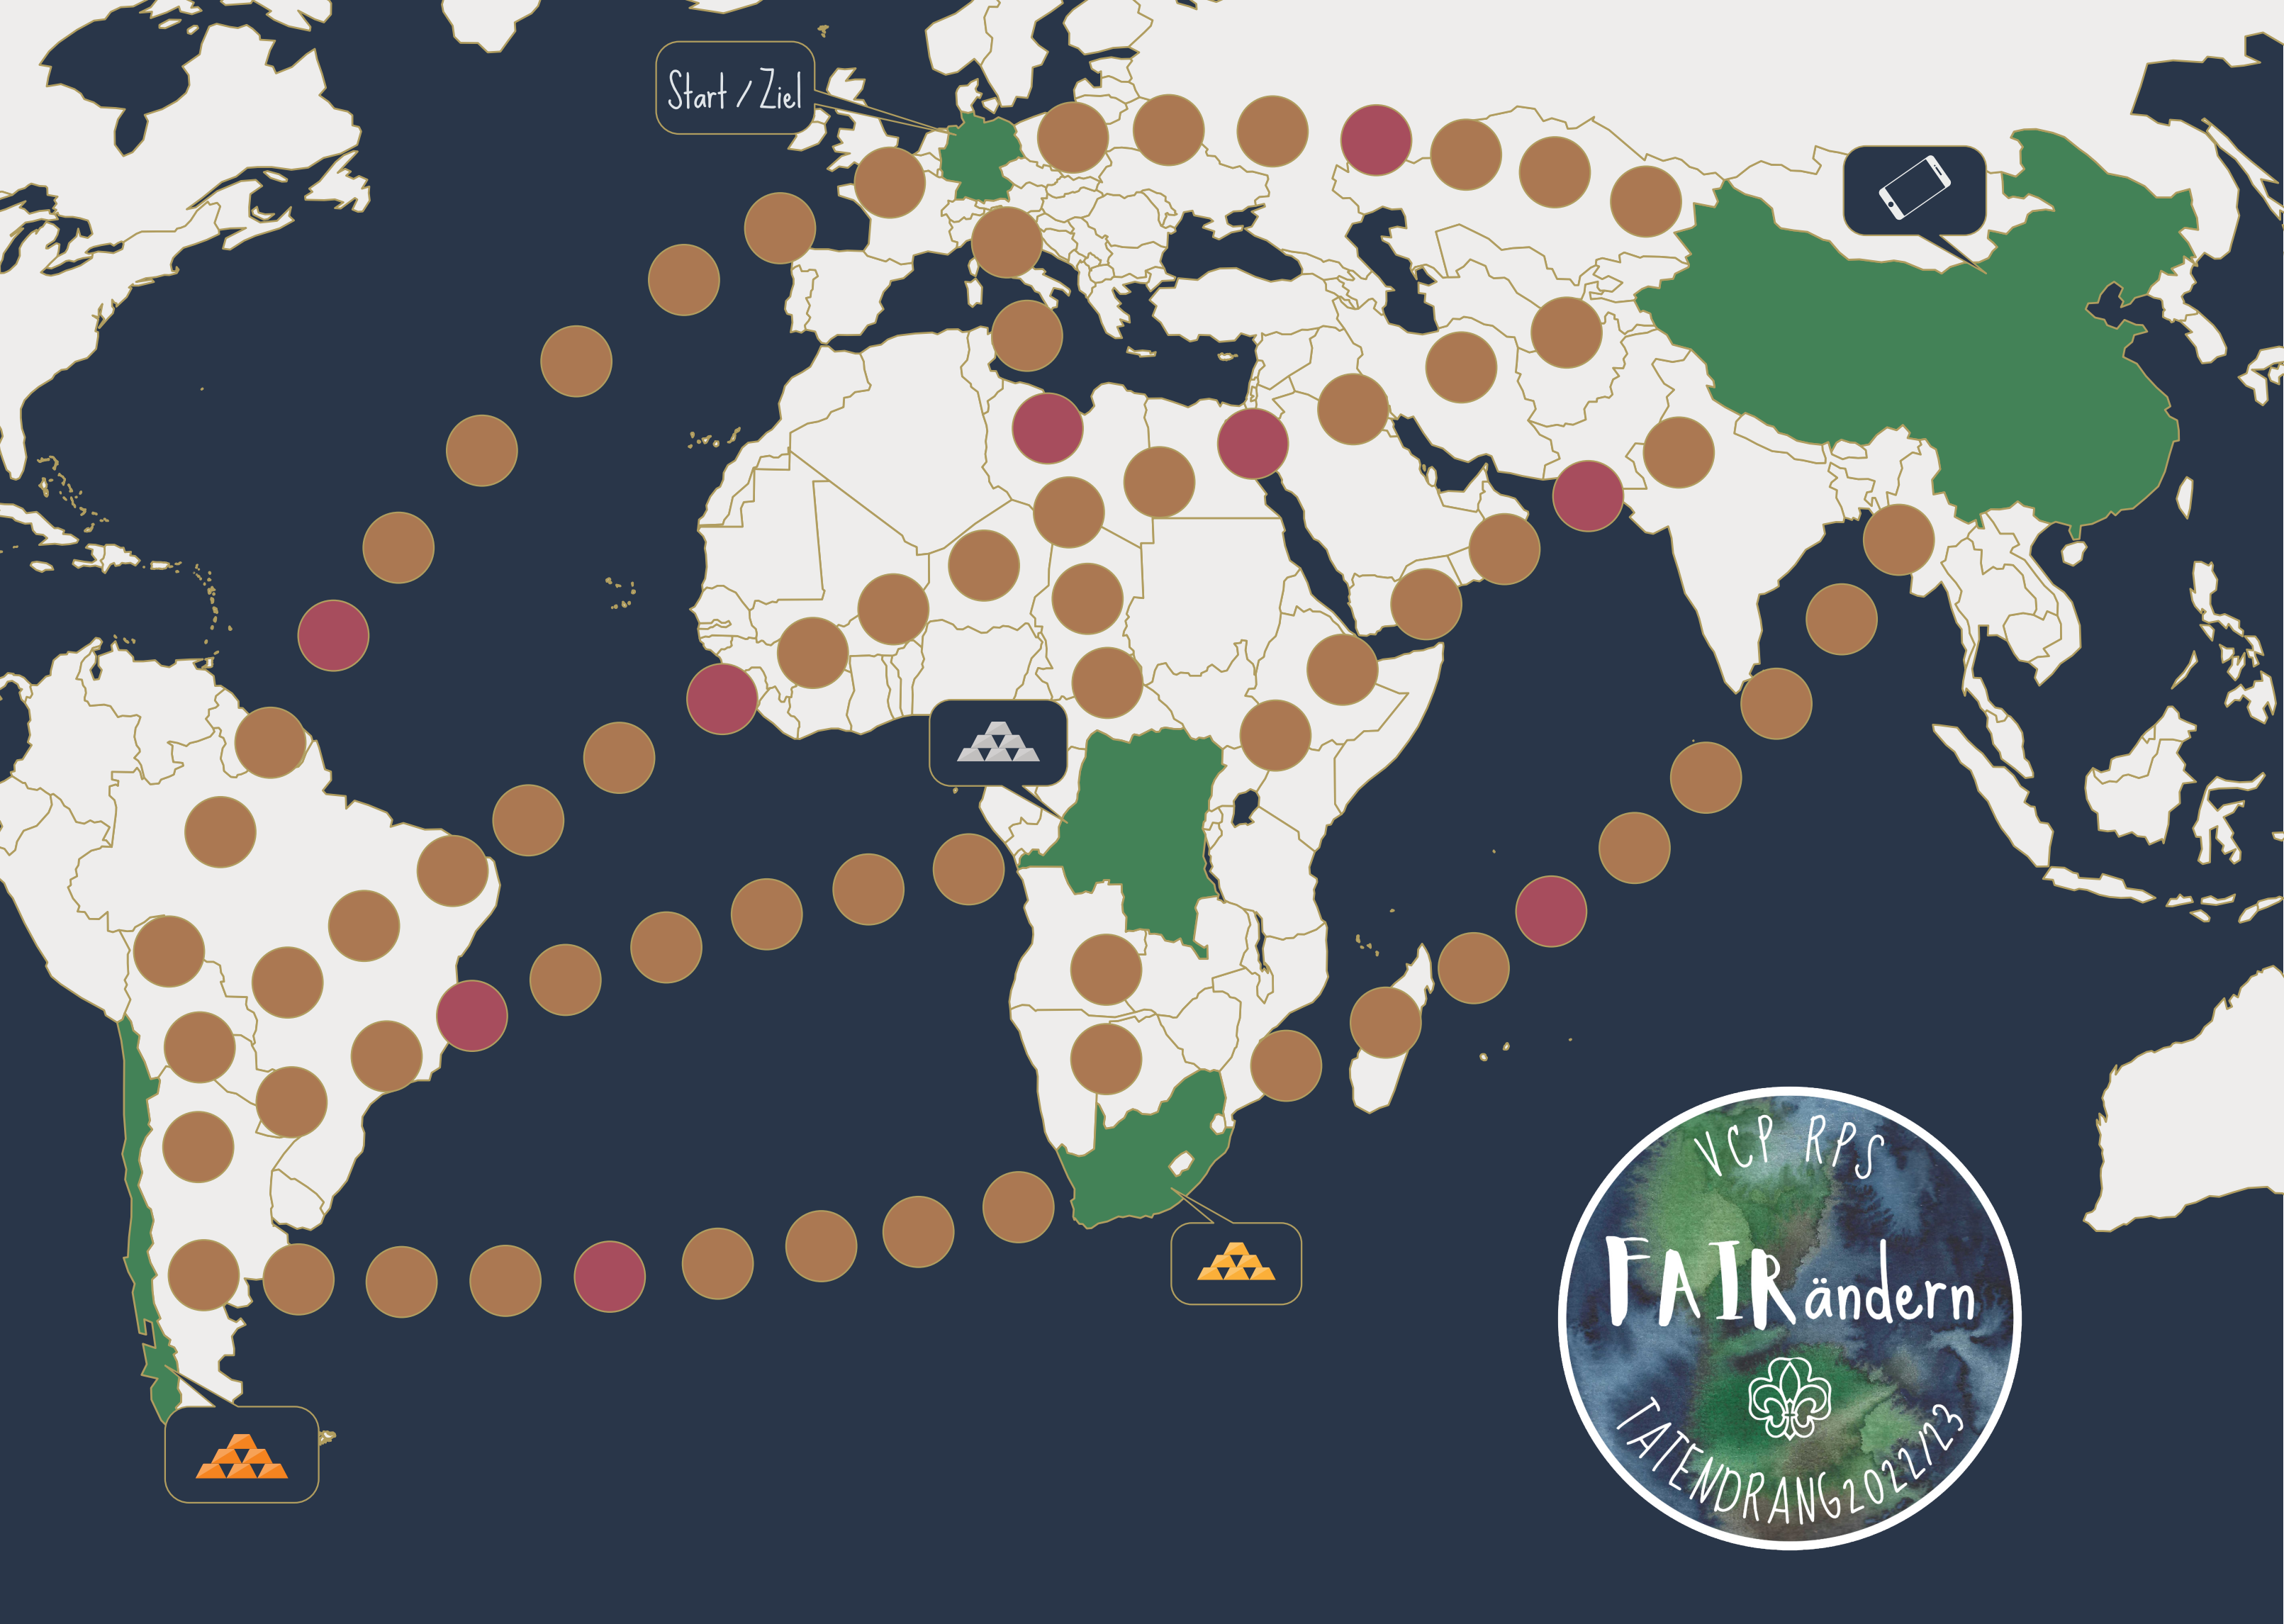 Start / Ziel
VCP RPS
FAIRändern
TATENDRANG2022/23